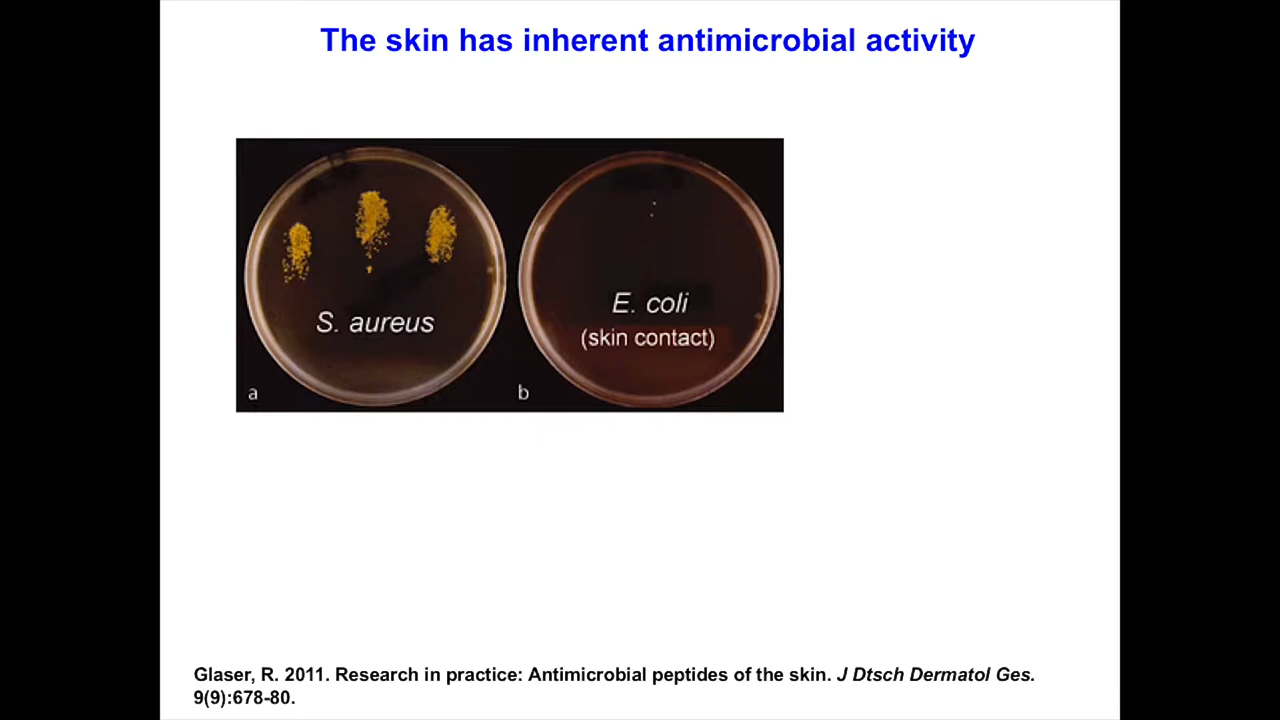 The skin has inherent antimicrobial activity
S. aureus
E. coli
(skin contact)
a
b
Glaser, R. 2011. Research in practice: Antimicrobial peptides of the skin. J Dtsch Dermatol Ges.
9(9):678-80.